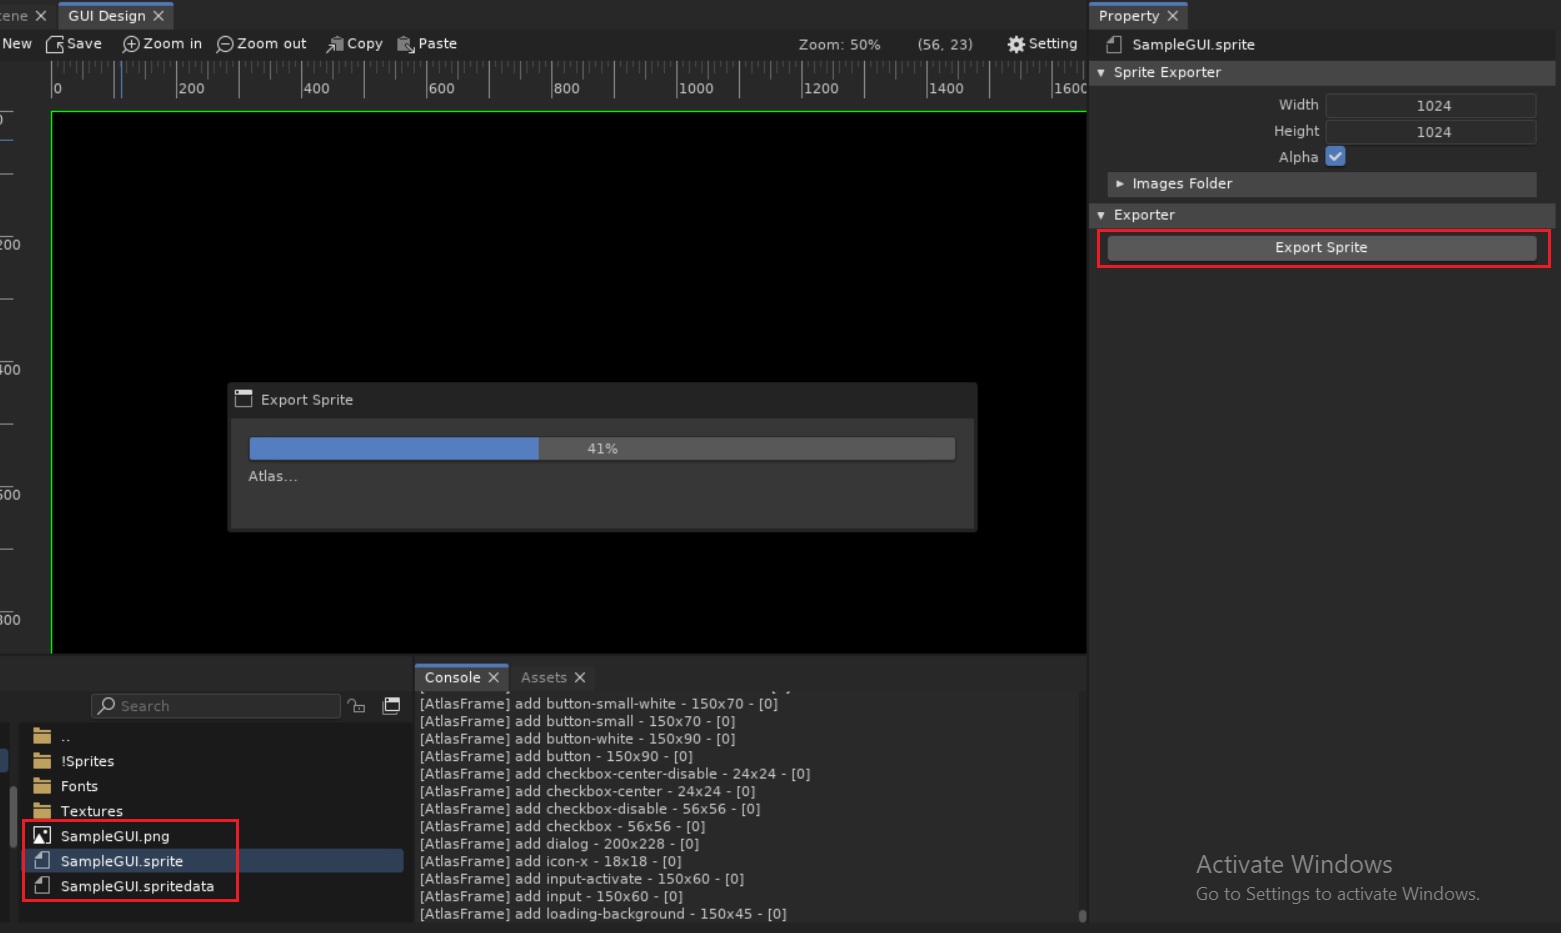 cene
GUI Design
Property
New Save Zoom in Zoom out Copy Paste Zoom: 50% (56, 23) Setting
SampleGUI.sprite
Sprite Exporter
0 200 400 600 800 1000 1200 1400 1600
Width 1024
Height 1024
Alpha
Images Folder
Exporter
Export Sprite
0
200
400
600
800
Export Sprite
41%
Atlas...
Console Assets
Search
..
!Sprites
Fonts
Textures
SampleGUI.png
SampleGUI.sprite
SampleGUI.spritedata
[AtlasFrame] add button-small-white - 150x70 - [0]
[AtlasFrame] add button-small - 150x70 - [0]
[AtlasFrame] add button-white - 150x90 - [0]
[AtlasFrame] add button - 150x90 - [0]
[AtlasFrame] add checkbox-center-disable - 24x24 - [0]
[AtlasFrame] add checkbox-center - 24x24 - [0]
[AtlasFrame] add checkbox-disable - 56x56 - [0]
[AtlasFrame] add checkbox - 56x56 - [0]
[AtlasFrame] add dialog - 200x228 - [0]
[AtlasFrame] add icon-x - 18x18 - [0]
[AtlasFrame] add input-activate - 150x60 - [0]
[AtlasFrame] add input - 150x60 - [0]
[AtlasFrame] add loading-background - 150x45 - [0]
Activate Windows
Go to Settings to activate Windows.